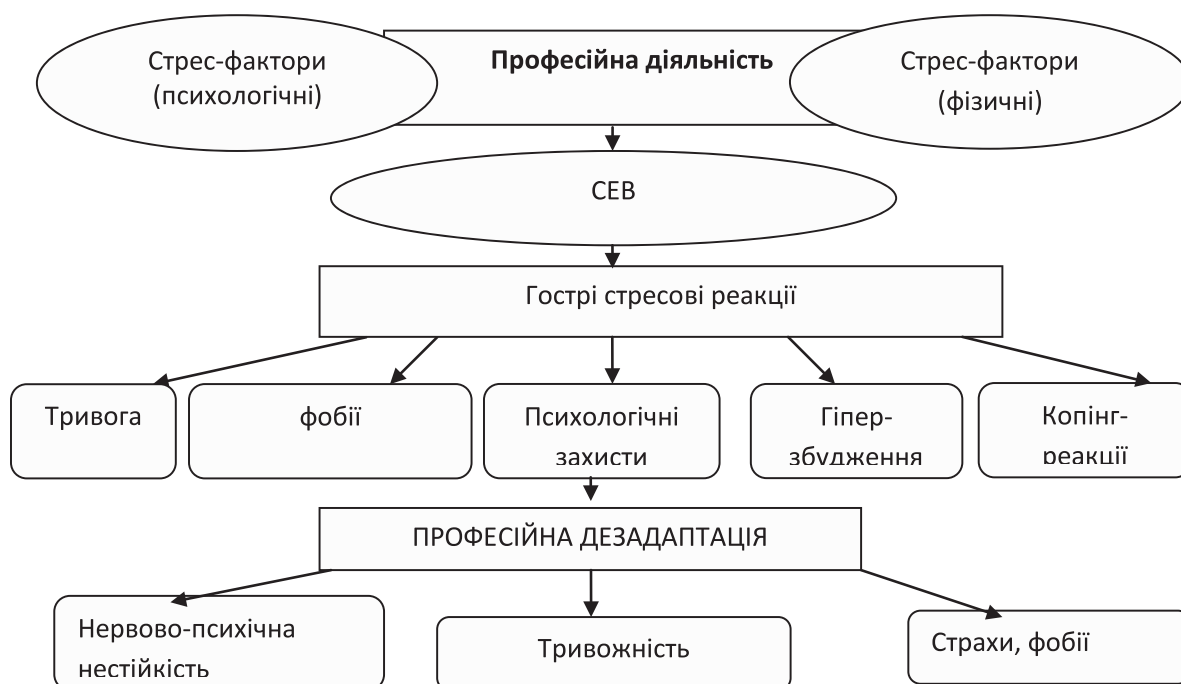 Стрес-фактори
(психологічні)
Професійна діяльність
Стрес-фактори
(фізичні)
СЕВ
Гострі стресові реакції
Тривога
фобії
Психологічні
захисти
Гіпер-
збудження
Копінг-
реакції
ПРОФЕСІЙНА ДЕЗАДАПТАЦІЯ
Нервово-психічна
нестійкість
Тривожність
Страхи, фобії